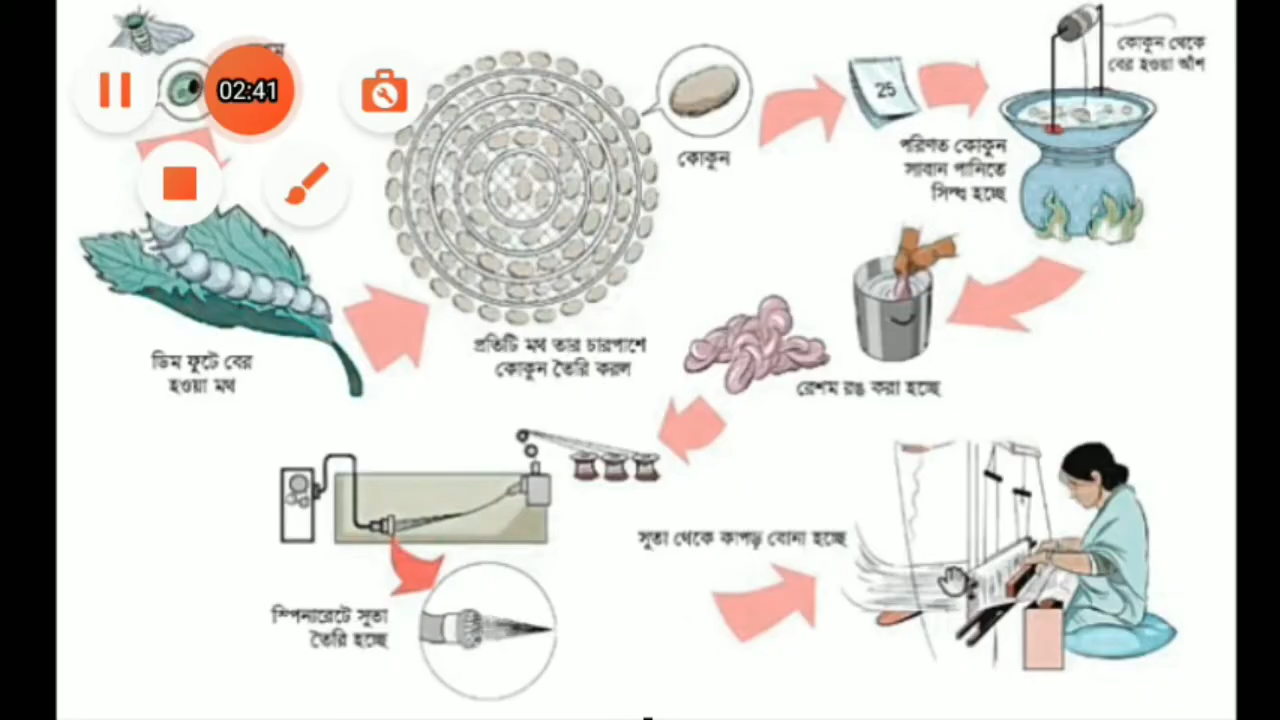 02:41
কোকুন
25
কোকুন থেকে
বের হওয়া আঁশ
পরিণত কোকুন
সাবান পানিতে
সিদ্ধ হচ্ছে
ডিম ফুটে বের
হওয়া মথ
প্রতিটি মথ তার চারপাশে
কোকুন তৈরি করল
রেশম রঙ করা হচ্ছে
স্পিনারেটে সূতা
তৈরি হচ্ছে
সূতা থেকে কাপড় বোনা হচ্ছে